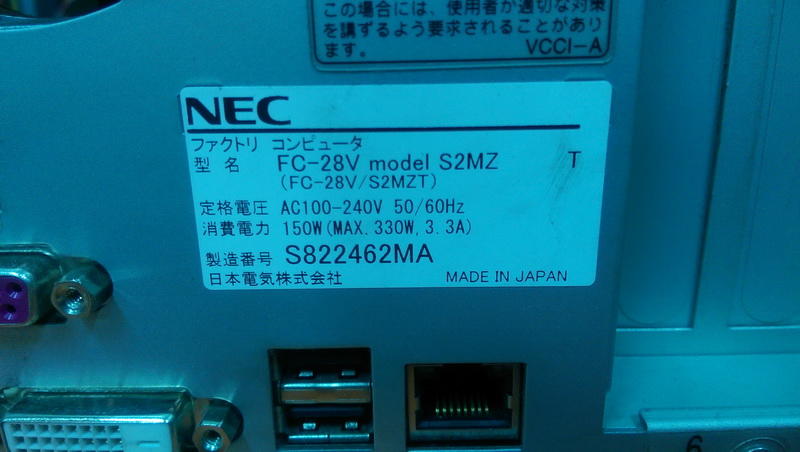 この場合には、使用者が適切な対策
を講ずるよう要求されることがあり
ます。 VCCI-A
NEC
ファクトリ コンピュータ
型 名 FC-28V model S2MZ T
(FC-28V/S2MZT)
定格電圧 AC100-240V 50/60Hz
消費電力 150W(MAX.330W,3.3A)
製造番号 S822462MA
日本電気株式会社 MADE IN JAPAN
6